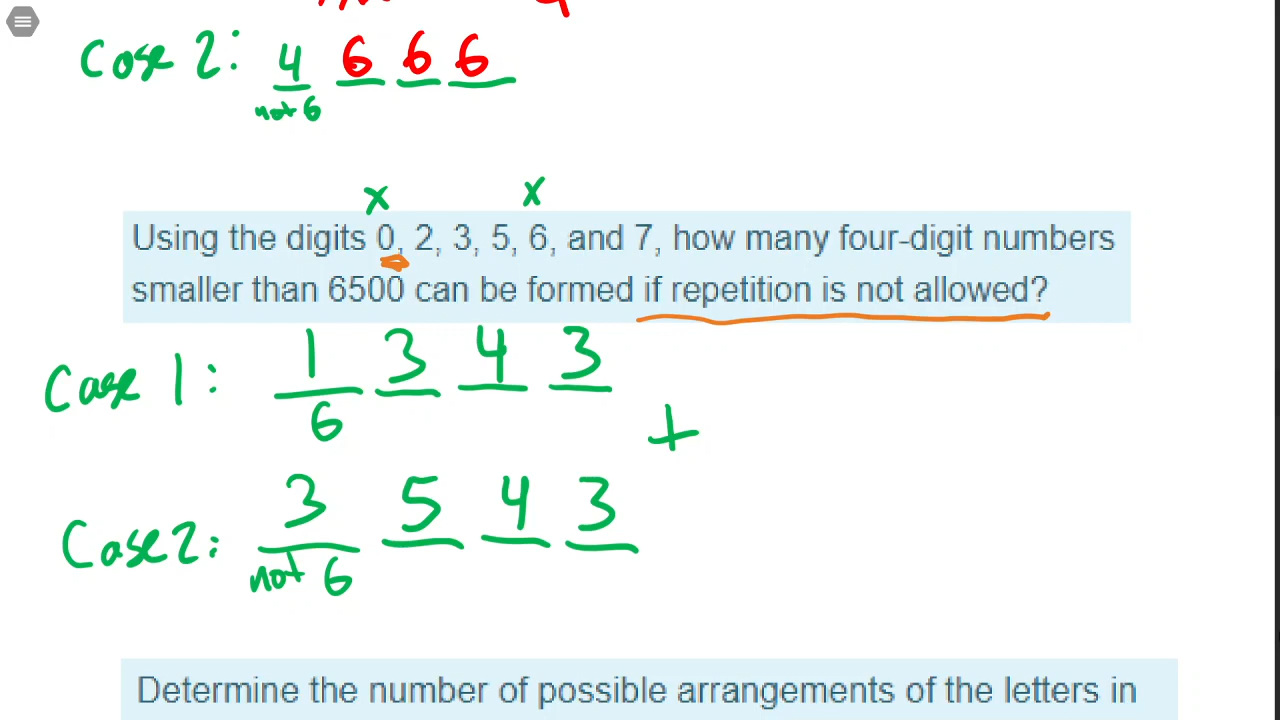 Case 2: 4 6 6 6
not 6
x x
Using the digits 0, 2, 3, 5, 6, and 7, how many four-digit numbers
smaller than 6500 can be formed if repetition is not allowed?
Case 1: 1 3 4 3
6
+
Case 2: 3 5 4 3
not 6
Determine the number of possible arrangements of the letters in